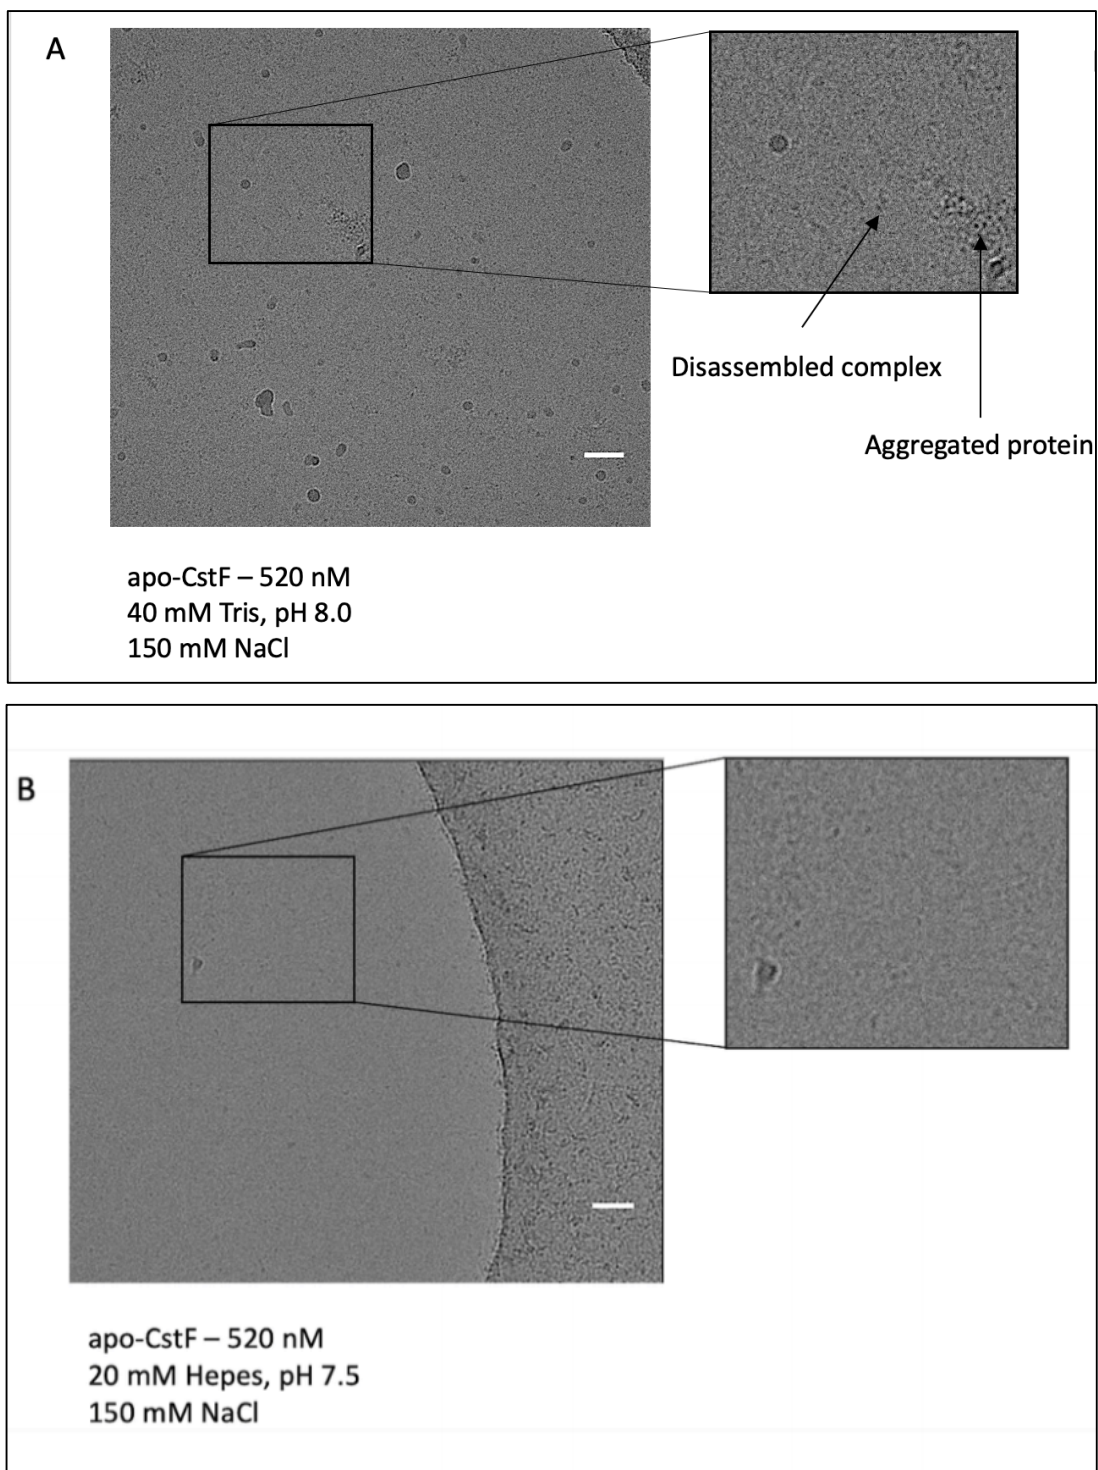 A
Disassembled complex
Aggregated protein
apo-CstF – 520 nM
40 mM Tris, pH 8.0
150 mM NaCl
B
apo-CstF – 520 nM
20 mM Hepes, pH 7.5
150 mM NaCl